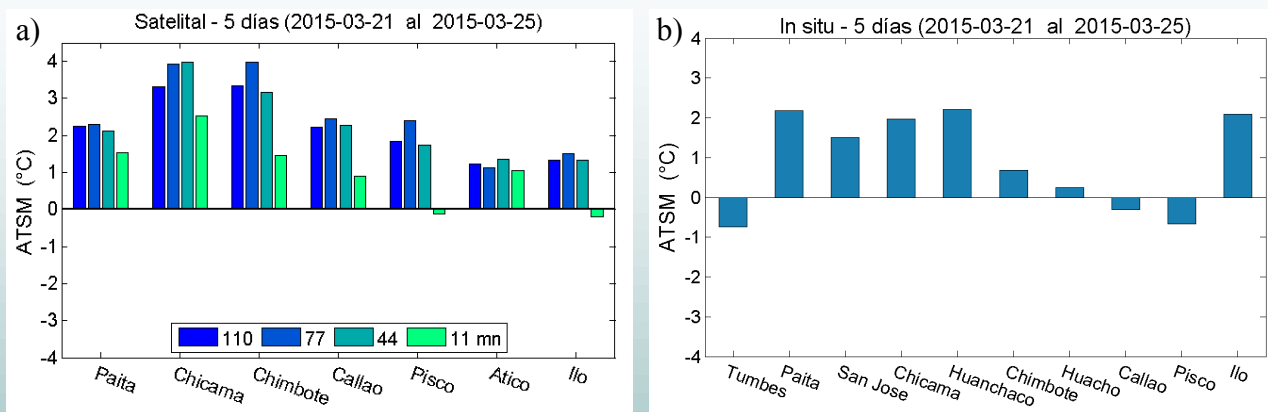 a)
Satelital - 5 días (2015-03-21 al 2015-03-25)
ATSM (°C)
4
3
2
1
0
-1
-2
-3
-4
110 77 44 11 mn
Paita Chicama Chimbote Callao Pisco Atico Ilo
b)
In situ - 5 días (2015-03-21 al 2015-03-25)
ATSM (°C)
4
3
2
1
0
-1
-2
-3
-4
Tumbes Paita San Jose Chicama Huanchaco Chimbote Huacho Callao Pisco Ilo